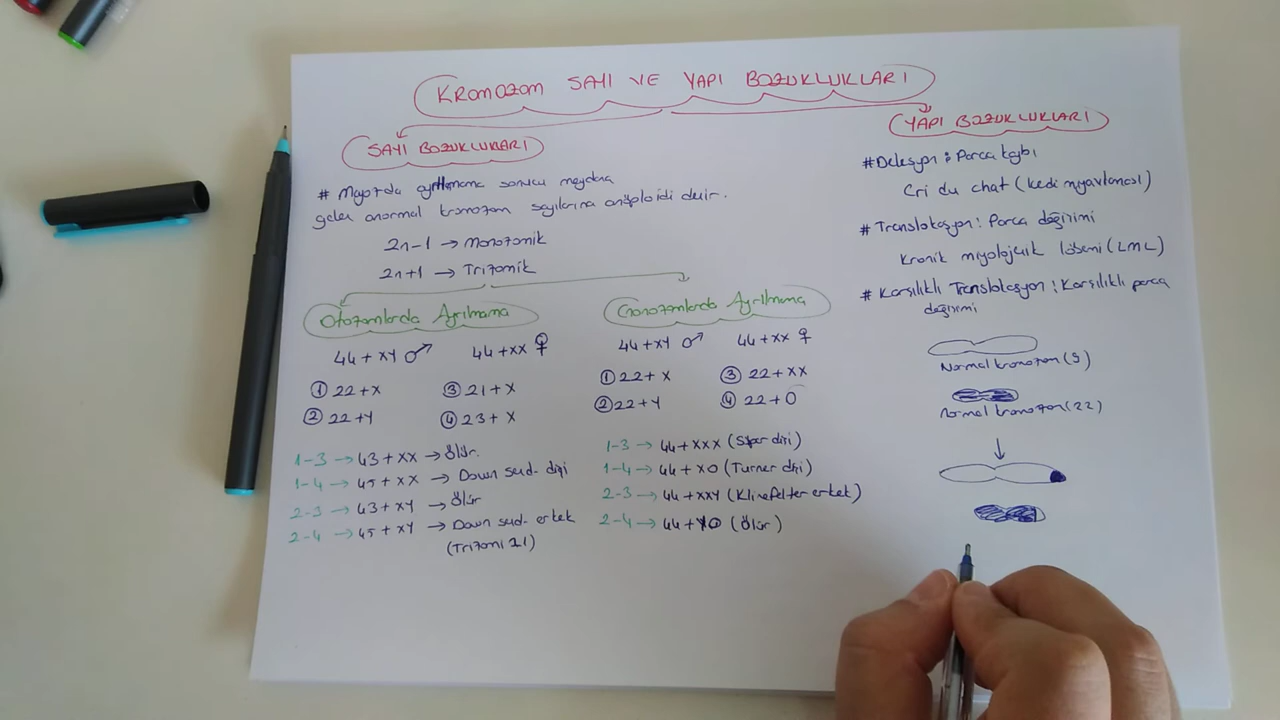 KROMOZOM SAYI VE YAPI BOZUKLUKLARI
SAYI BOZUKLUKLARI
# Mayozda ayrılmama sonucu meydana
gelen anormal kromozom sayılarına anöploidi denir.
2n-1 → Monozomik
2n+1 → Trizomik
Otozomlarda Ayrılmama
44+XY ♂ 44+XX ♀
① 22+X ③ 21+X
② 22+Y ④ 23+X
1-3 → 43+XX → Ölür.
1-4 → 45+XX → Down send- dişi
2-3 → 43+XY → Ölür
2-4 → 45+XY → Down send- erkek
(Trizomi 21)
Gonozomlarda Ayrılmama
44+XY ♂ 44+XX ♀
① 22+X ③ 22+XX
② 22+Y ④ 22+O
1-3 → 44+XXX (Süper dişi)
1-4 → 44+XO (Turner dişi)
2-3 → 44+XXY (Klinefelter erkek)
2-4 → 44+YO (Ölür)
YAPI BOZUKLUKLARI
# Delesyon : Parça kaybı
Cri du chat (kedi miyavlaması)
# Translokasyon : Parça değişimi
Kronik miyolojik lösemi (LML)
# Karşılıklı Translokasyon : Karşılıklı parça
değişimi
Normal kromozom (9)
Normal kromozom (22)